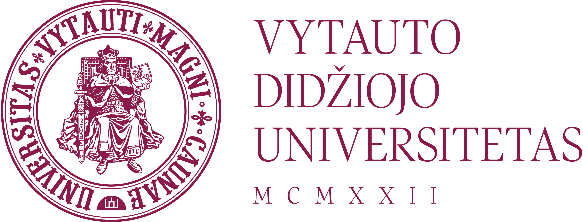 UNIVERSITAS VYTAUTI MAGNI CAUNAE
VYTAUTO
DIDŽIOJO
UNIVERSITETAS
MCMXXII